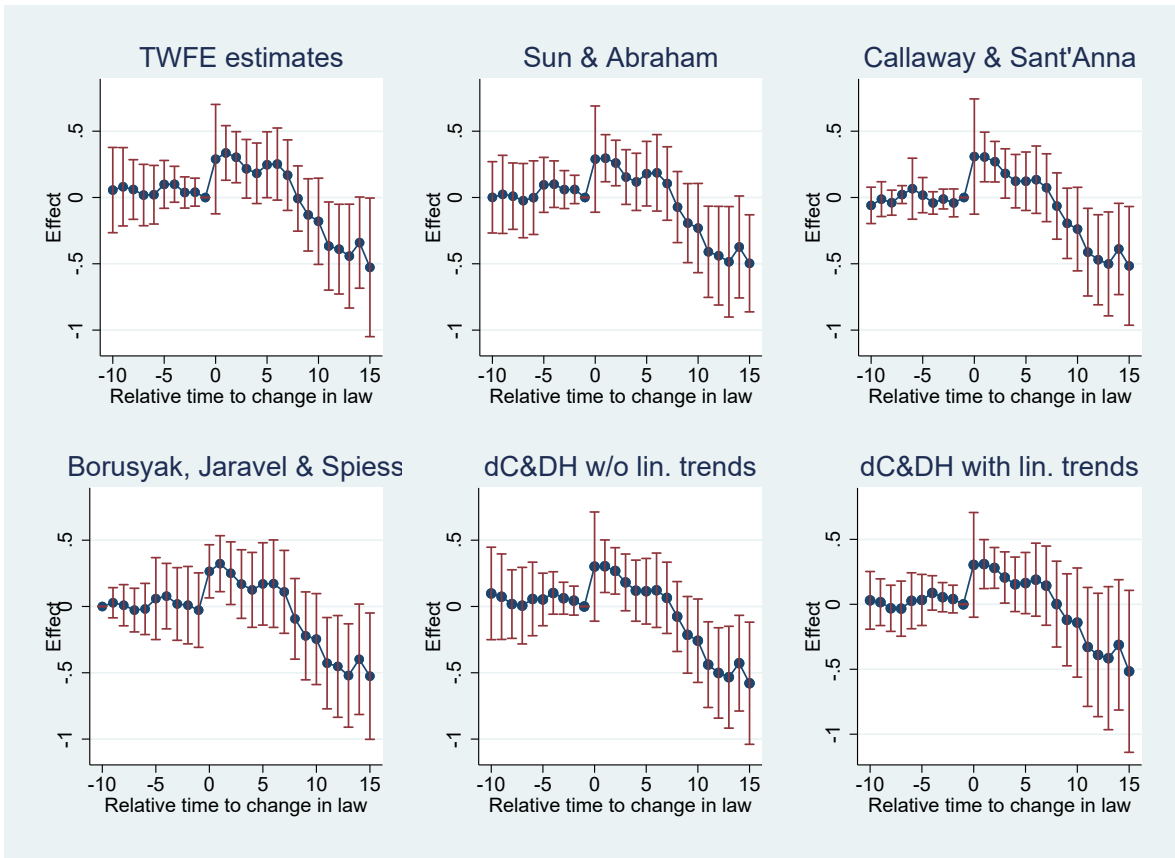 TWFE estimates
Effect
.5
0
-.5
-1
-10 -5 0 5 10 15
Relative time to change in law
Sun & Abraham
Effect
.5
0
-.5
-1
-10 -5 0 5 10 15
Relative time to change in law
Callaway & Sant'Anna
Effect
.5
0
-.5
-1
-10 -5 0 5 10 15
Relative time to change in law
Borusyak, Jaravel & Spiess
Effect
.5
0
-.5
-1
-10 -5 0 5 10 15
Relative time to change in law
dC&DH w/o lin. trends
Effect
.5
0
-.5
-1
-10 -5 0 5 10 15
Relative time to change in law
dC&DH with lin. trends
Effect
.5
0
-.5
-1
-10 -5 0 5 10 15
Relative time to change in law